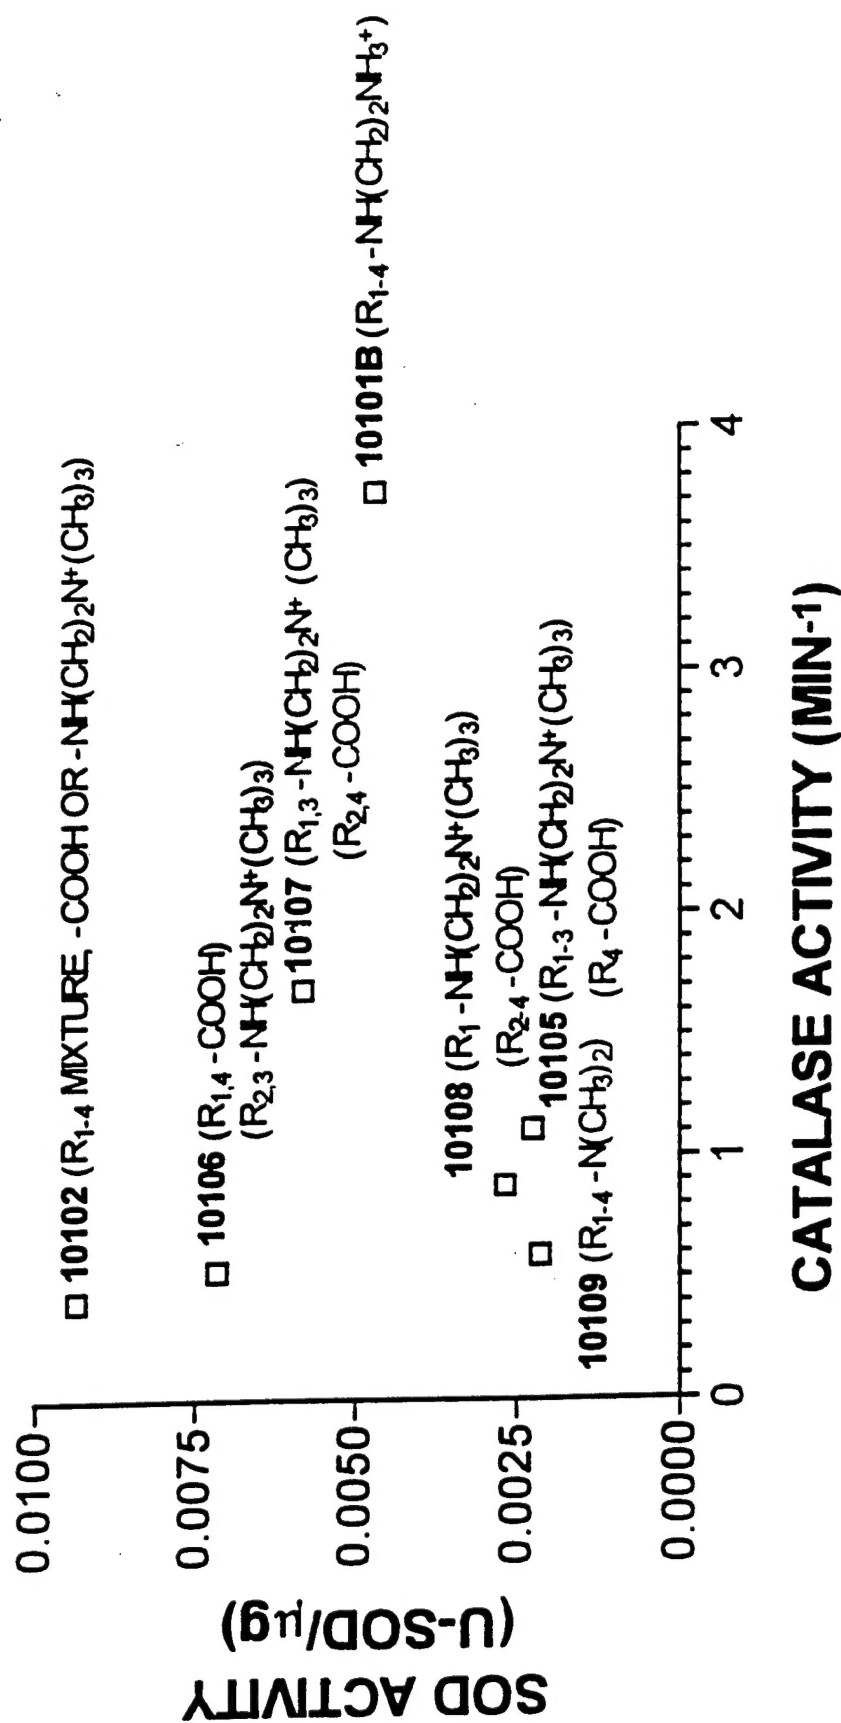 SOD ACTIVITY
(U-SOD/µg)
0.0100
0.0075
0.0050
0.0025
0.0000
10102 (R1-4 MIXTURE, -COOH OR -NH(CH2)2N+(CH3)3)
10106 (R1,4 -COOH)
(R2,3 -NH(CH2)2N+(CH3)3)
10107 (R1,3 -NH(CH2)2N+ (CH3)3)
(R2,4 -COOH)
10101B (R1-4 -NH(CH2)2NH3+)
10108 (R1 -NH(CH2)2N+(CH3)3)
(R2-4 -COOH)
10105 (R1-3 -NH(CH2)2N+(CH3)3)
(R4 -COOH)
10109 (R1-4 -N(CH3)2)
0 1 2 3 4
CATALASE ACTIVITY (MIN-1)